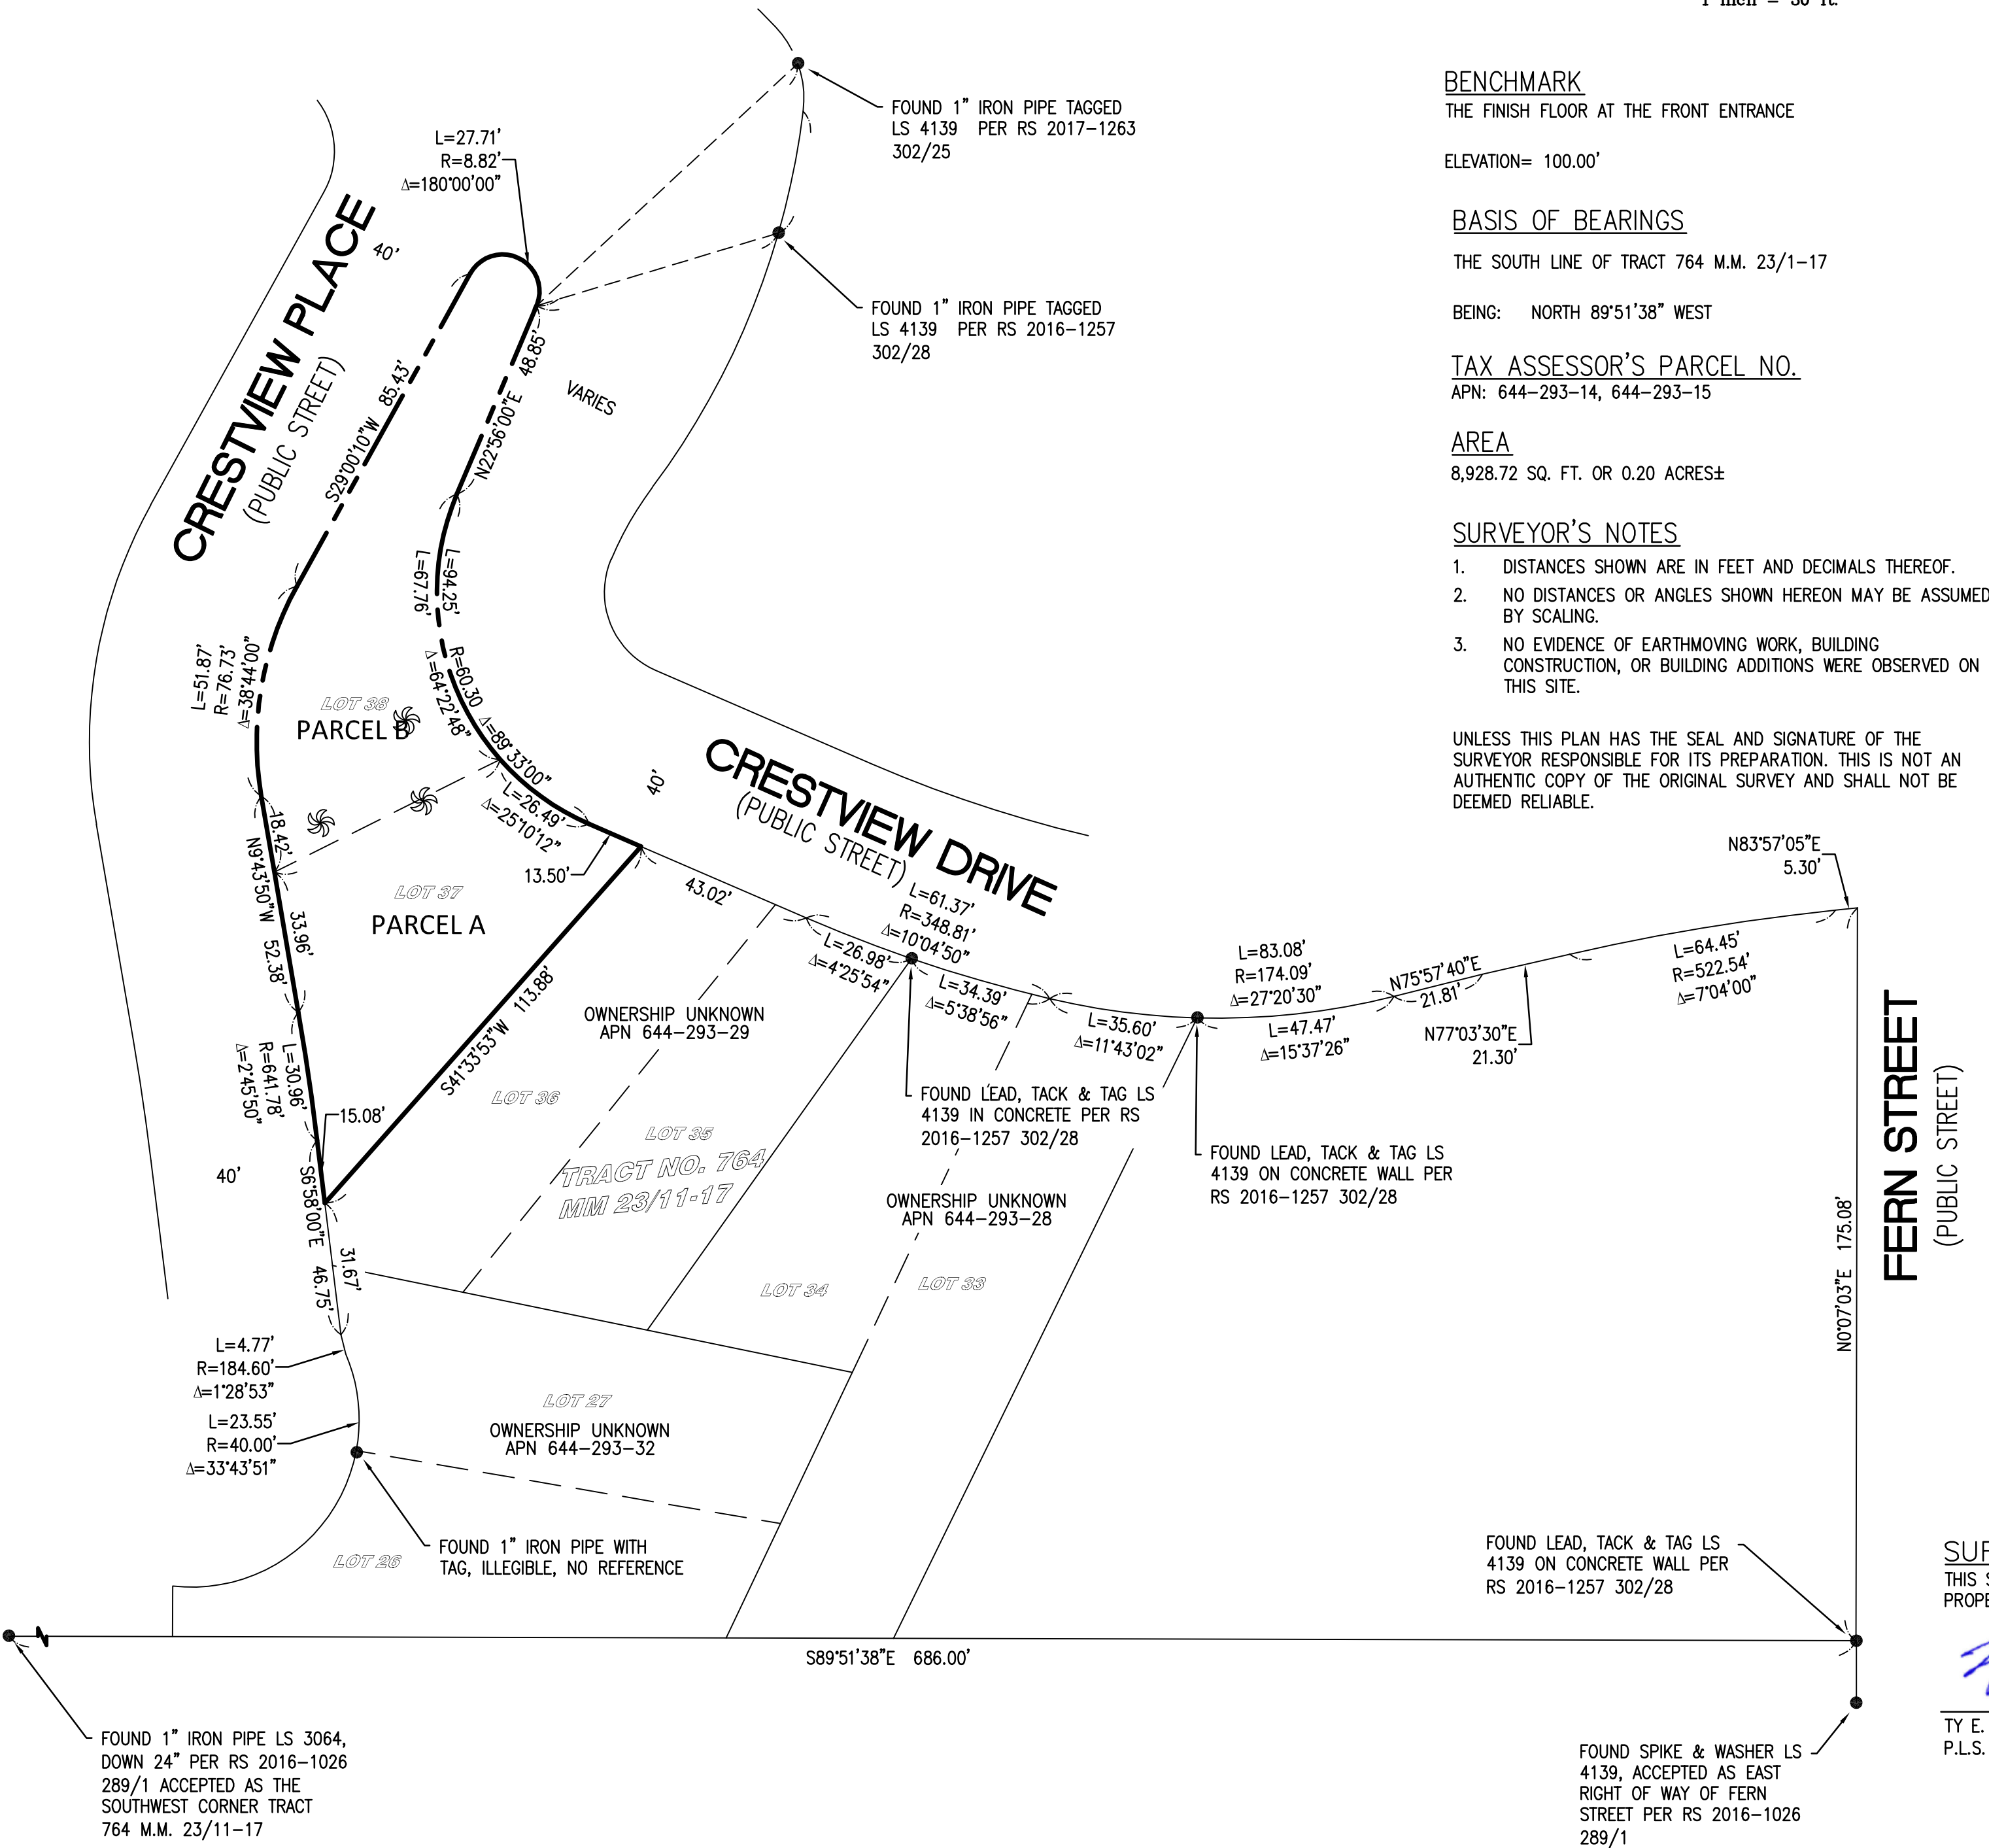 1 inch = 30 ft.
BENCHMARK
THE FINISH FLOOR AT THE FRONT ENTRANCE
ELEVATION= 100.00'
BASIS OF BEARINGS
THE SOUTH LINE OF TRACT 764 M.M. 23/1-17
BEING: NORTH 89°51'38" WEST
TAX ASSESSOR'S PARCEL NO.
APN: 644-293-14, 644-293-15
AREA
8,928.72 SQ. FT. OR 0.20 ACRES±
SURVEYOR'S NOTES
1. DISTANCES SHOWN ARE IN FEET AND DECIMALS THEREOF.
2. NO DISTANCES OR ANGLES SHOWN HEREON MAY BE ASSUMED
BY SCALING.
3. NO EVIDENCE OF EARTHMOVING WORK, BUILDING
CONSTRUCTION, OR BUILDING ADDITIONS WERE OBSERVED ON
THIS SITE.
UNLESS THIS PLAN HAS THE SEAL AND SIGNATURE OF THE
SURVEYOR RESPONSIBLE FOR ITS PREPARATION. THIS IS NOT AN
AUTHENTIC COPY OF THE ORIGINAL SURVEY AND SHALL NOT BE
DEEMED RELIABLE.
FOUND 1" IRON PIPE TAGGED
LS 4139 PER RS 2017-1263
302/25
FOUND 1" IRON PIPE TAGGED
LS 4139 PER RS 2016-1257
302/28
L=27.71'
R=8.82'
Δ=180°00'00"
CRESTVIEW PLACE
(PUBLIC STREET)
40'
S29°00'10"W 85.43'
N22°56'00"E 48.85'
VARIES
L=94.25'
L=67.76'
R=60.30 Δ=89°33'00"
Δ=64°22'48"
L=51.87'
R=76.73'
Δ=38°44'00"
LOT 38
PARCEL B
L=26.49'
Δ=25°10'12"
13.50'
40'
CRESTVIEW DRIVE
(PUBLIC STREET)
18.42'
N9°43'50"W 52.38'
33.96'
LOT 37
PARCEL A
43.02'
S41°33'53"W 113.88'
L=61.37'
R=348.81'
Δ=10°04'50"
L=26.98'
Δ=4°25'54"
L=34.39'
Δ=5°38'56"
L=83.08'
R=174.09'
Δ=27°20'30"
L=35.60'
Δ=11°43'02"
L=47.47'
Δ=15°37'26"
N75°57'40"E
21.81'
N77°03'30"E
21.30'
L=64.45'
R=522.54'
Δ=7°04'00"
N83°57'05"E
5.30'
FERN STREET
(PUBLIC STREET)
N0°07'03"E 175.08'
OWNERSHIP UNKNOWN
APN 644-293-29
LOT 36
LOT 35
TRACT NO. 764
MM 23/11-17
L=30.96'
R=641.78'
Δ=2°45'50"
15.08'
40'
S6°58'00"E 46.75'
31.67'
FOUND LEAD, TACK & TAG LS
4139 IN CONCRETE PER RS
2016-1257 302/28
FOUND LEAD, TACK & TAG LS
4139 ON CONCRETE WALL PER
RS 2016-1257 302/28
OWNERSHIP UNKNOWN
APN 644-293-28
LOT 34
LOT 33
L=4.77'
R=184.60'
Δ=1°28'53"
L=23.55'
R=40.00'
Δ=33°43'51"
LOT 27
OWNERSHIP UNKNOWN
APN 644-293-32
FOUND 1" IRON PIPE WITH
TAG, ILLEGIBLE, NO REFERENCE
LOT 26
FOUND LEAD, TACK & TAG LS
4139 ON CONCRETE WALL PER
RS 2016-1257 302/28
S89°51'38"E 686.00'
FOUND 1" IRON PIPE LS 3064,
DOWN 24" PER RS 2016-1026
289/1 ACCEPTED AS THE
SOUTHWEST CORNER TRACT
764 M.M. 23/11-17
FOUND SPIKE & WASHER LS
4139, ACCEPTED AS EAST
RIGHT OF WAY OF FERN
STREET PER RS 2016-1026
289/1
THIS
TY E.
P.L.S.